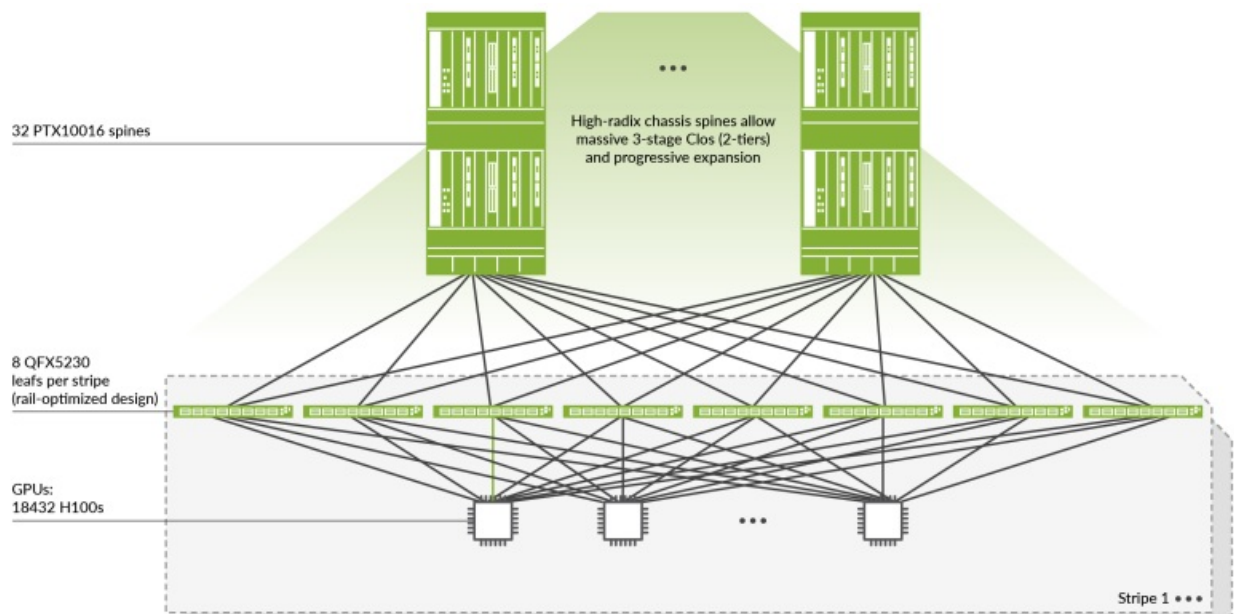 High-radix chassis spines allow
massive 3-stage Clos (2-tiers)
and progressive expansion
32 PTX10016 spines
8 QFX5230
leafs per stripe
(rail-optimized design)
GPUs:
18432 H100s
Stripe 1